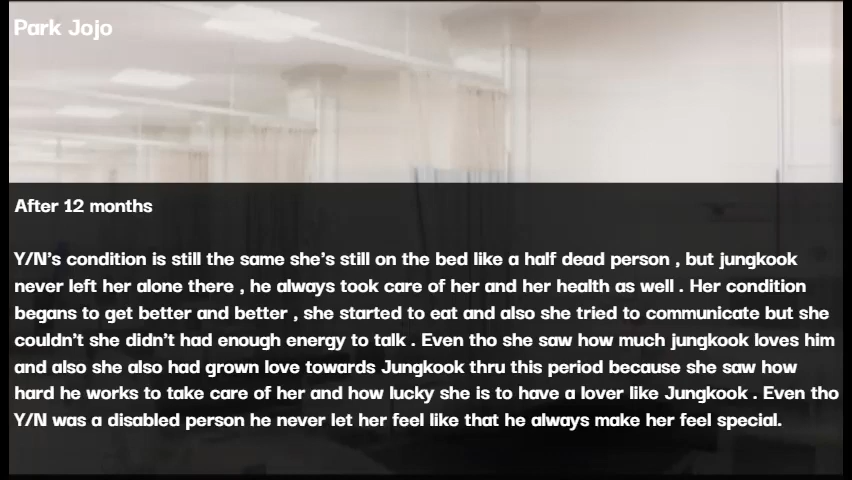 Park Jojo
After 12 months
Y/N's condition is still the same she's still on the bed like a half dead person , but jungkook
never left her alone there , he always took care of her and her health as well . Her condition
begans to get better and better , she started to eat and also she tried to communicate but she
couldn't she didn't had enough energy to talk . Even tho she saw how much jungkook loves him
and also she also had grown love towards Jungkook thru this period because she saw how
hard he works to take care of her and how lucky she is to have a lover like Jungkook . Even tho
Y/N was a disabled person he never let her feel like that he always make her feel special.